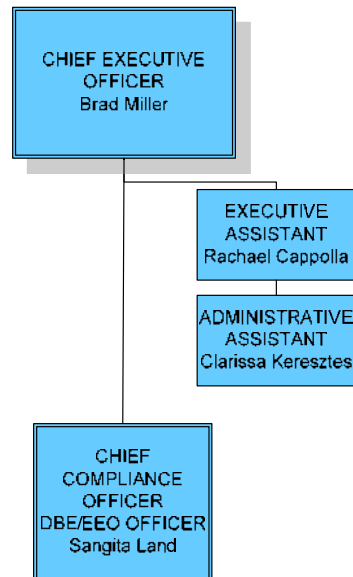 CHIEF EXECUTIVE
OFFICER
Brad Miller
EXECUTIVE
ASSISTANT
Rachael Cappolla
ADMINISTRATIVE
ASSISTANT
Clarissa Keresztes
CHIEF
COMPLIANCE
OFFICER
DBE/EEO OFFICER
Sangita Land